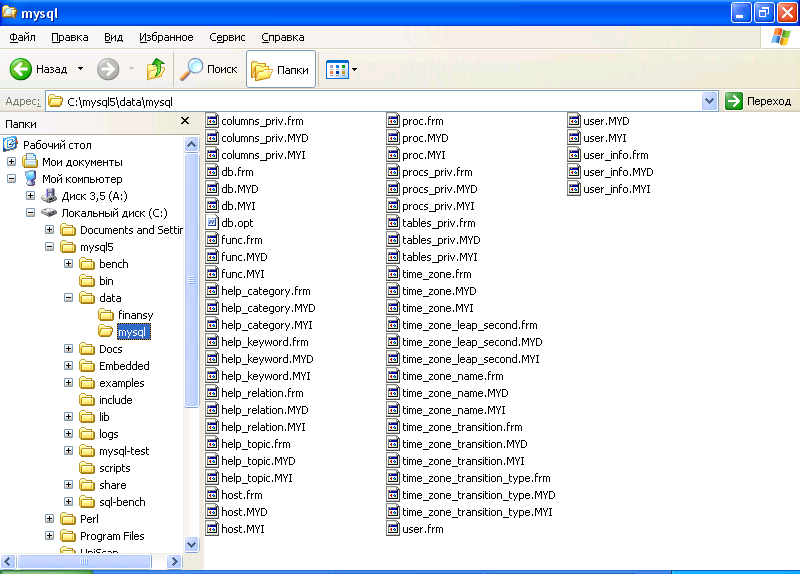 mysql
Файл Правка Вид Избранное Сервис Справка
Назад Поиск Папки
Адрес: C:\mysql5\data\mysql Переход
Папки
Рабочий стол
Мои документы
Мой компьютер
Диск 3,5 (A:)
Локальный диск (C:)
Documents and Settin
mysql5
bench
bin
data
finansy
mysql
Docs
Embedded
examples
include
lib
logs
mysql-test
scripts
share
sql-bench
Perl
Program Files
UniScan
columns_priv.frm
columns_priv.MYD
columns_priv.MYI
db.frm
db.MYD
db.MYI
db.opt
func.frm
func.MYD
func.MYI
help_category.frm
help_category.MYD
help_category.MYI
help_keyword.frm
help_keyword.MYD
help_keyword.MYI
help_relation.frm
help_relation.MYD
help_relation.MYI
help_topic.frm
help_topic.MYD
help_topic.MYI
host.frm
host.MYD
host.MYI
proc.frm
proc.MYD
proc.MYI
procs_priv.frm
procs_priv.MYD
procs_priv.MYI
tables_priv.frm
tables_priv.MYD
tables_priv.MYI
time_zone.frm
time_zone.MYD
time_zone.MYI
time_zone_leap_second.frm
time_zone_leap_second.MYD
time_zone_leap_second.MYI
time_zone_name.frm
time_zone_name.MYD
time_zone_name.MYI
time_zone_transition.frm
time_zone_transition.MYD
time_zone_transition.MYI
time_zone_transition_type.frm
time_zone_transition_type.MYD
time_zone_transition_type.MYI
user.frm
user.MYD
user.MYI
user_info.frm
user_info.MYD
user_info.MYI